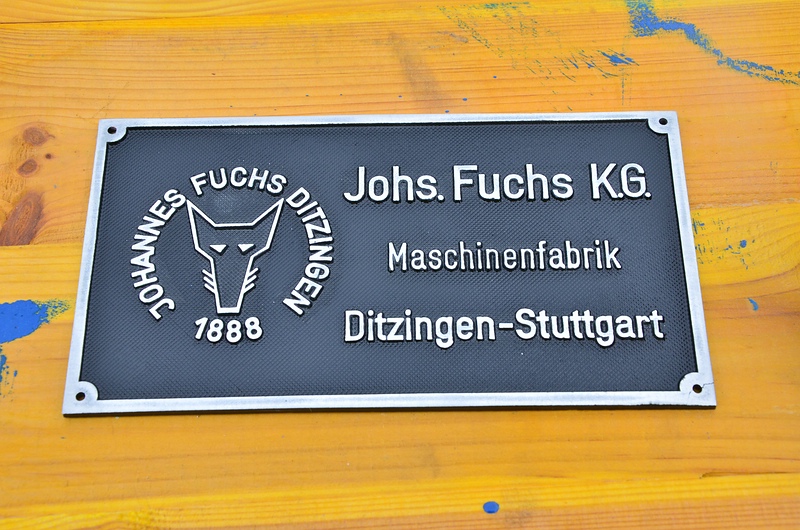 JOHANNES FUCHS DITZINGEN
1888
Johs. Fuchs K.G.
Maschinenfabrik
Ditzingen-Stuttgart